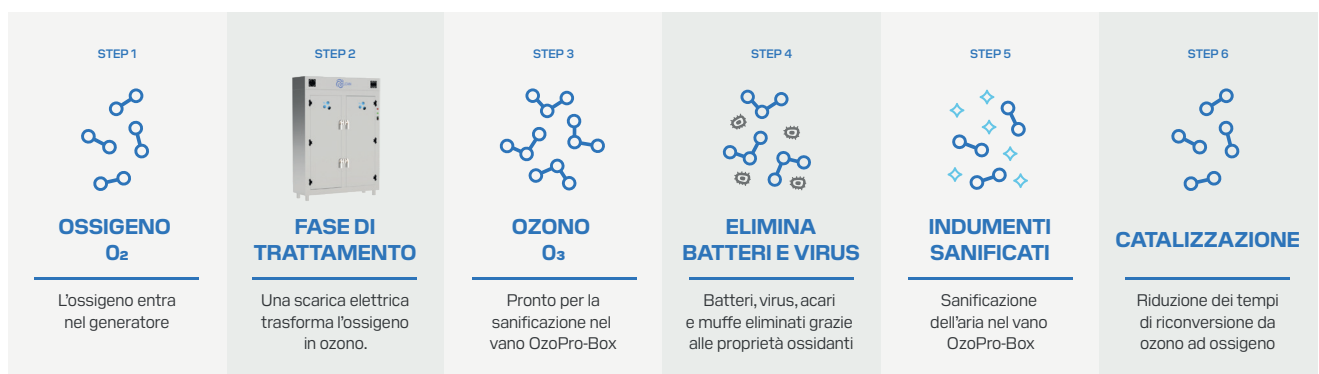 STEP 1
OSSIGENO
O₂
L'ossigeno entra
nel generatore
STEP 2
FASE DI
TRATTAMENTO
Una scarica elettrica
trasforma l'ossigeno
in ozono.
STEP 3
OZONO
O₃
Pronto per la
sanificazione nel
vano OzoPro-Box
STEP 4
ELIMINA
BATTERI E VIRUS
Batteri, virus, acari
e muffe eliminati grazie
alle proprietà ossidanti
STEP 5
INDUMENTI
SANIFICATI
Sanificazione
dell'aria nel vano
OzoPro-Box
STEP 6
CATALIZZAZIONE
Riduzione dei tempi
di riconversione da
ozono ad ossigeno